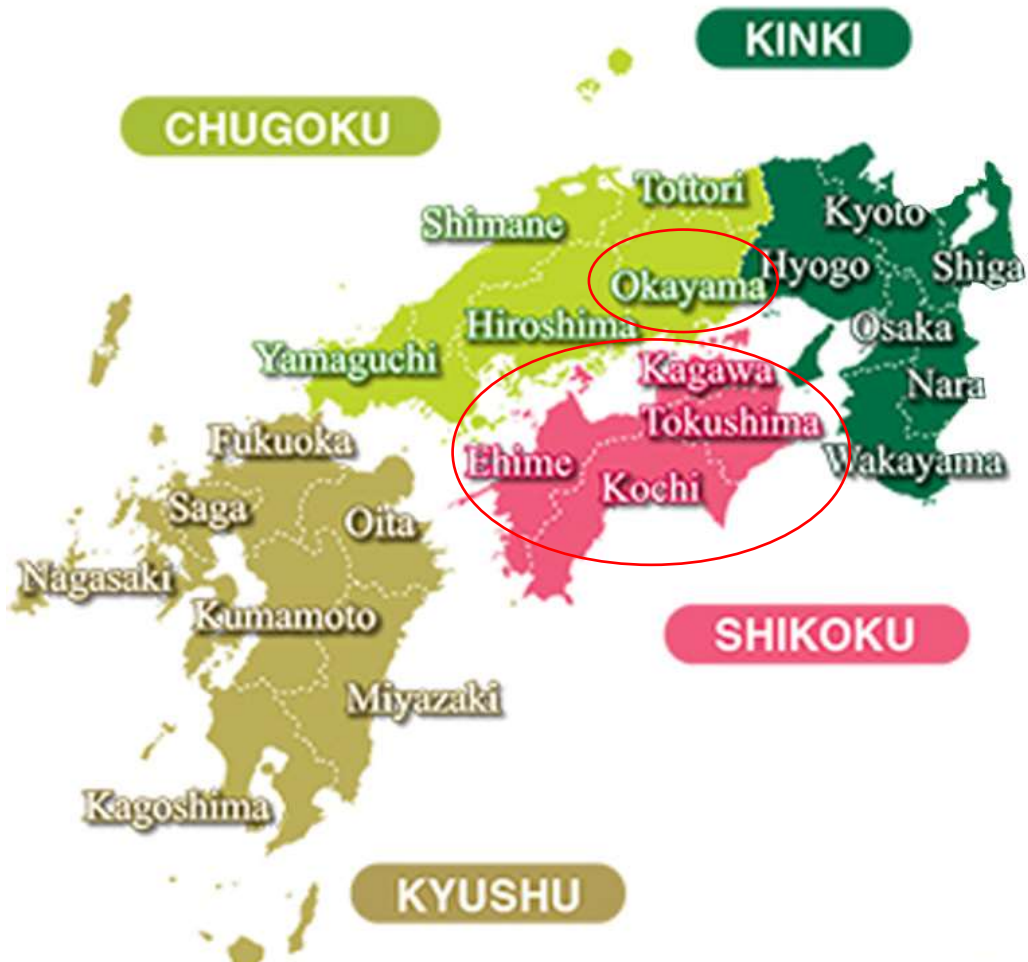 KINKI
CHUGOKU
Tottori
Kyoto
Shimane
Hyogo
Shiga
Okayama
Hiroshima
Osaka
Yamaguchi
Kagawa
Nara
Tokushima
Fukuoka
Ehime
Wakayama
Kochi
Saga
Oita
Nagasaki
Kumamoto
SHIKOKU
Miyazaki
Kagoshima
KYUSHU